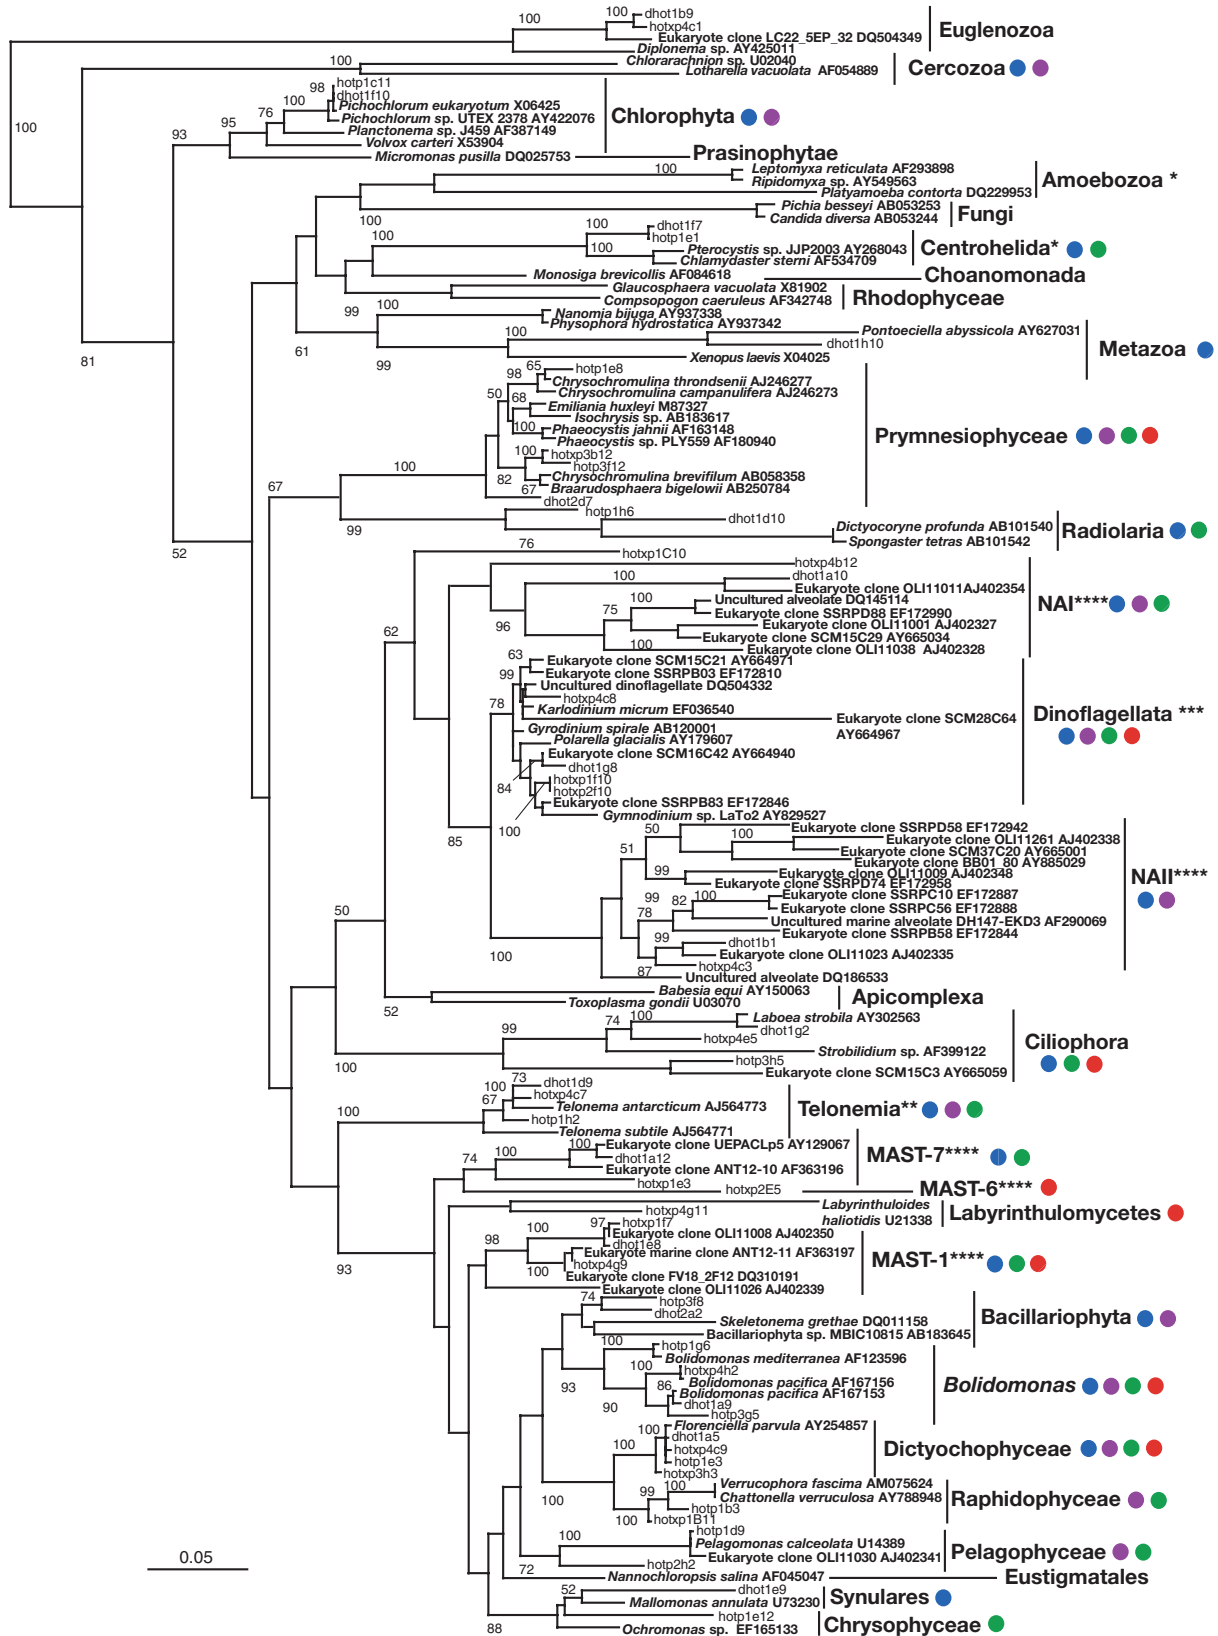 dhot1b9
100
100
hotxp4c1
Eukaryote clone LC22_5EP_32 DQ504349
Euglenozoa
Diplonema sp. AY425011
Chlorarachnion sp. U02040
100
Lotharella vacuolata AF054889
Cercozoa
hotp1c11
98
dhot1f10
100
Pichochlorum eukaryotum X06425
76
Pichochlorum sp. UTEX 2378 AY422076
Chlorophyta
100
95
Planctonema sp. J459 AF387149
93
Volvox carteri X53904
Micromonas pusilla DQ025753
Prasinophytae
100
Leptomyxa reticulata AF293898
Ripidomyxa sp. AY549563
Amoebozoa *
Platyamoeba contorta DQ229953
Pichia besseyi AB053253
100
Candida diversa AB053244
Fungi
100
100
dhot1f7
hotp1e1
100
Pterocystis sp. JJP2003 AY268043
Centrohelida*
Chlamydaster sterni AF534709
Monosiga brevicollis AF084618
Choanomonada
Glaucosphaera vacuolata X81902
Compsopogon caeruleus AF342748
Rhodophyceae
99
100
Nanomia bijuga AY937338
Physophora hydrostatica AY937342
100
Pontoeciella abyssicola AY627031
dhot1h10
Metazoa
81
61
99
Xenopus laevis X04025
65
hotp1e8
98
Chrysochromulina throndsenii AJ246277
50
Chrysochromulina campanulifera AJ246273
68
Emiliania huxleyi M87327
Isochrysis sp. AB183617
100
Phaeocystis jahnii AF163148
Phaeocystis sp. PLY559 AF180940
Prymnesiophyceae
100
hotxp3b12
100
hotp3f12
82
Chrysochromulina brevifilum AB058358
67
Braarudosphaera bigelowii AB250784
67
dhot2d7
hotp1h6
dhot1d10
99
Dictyocoryne profunda AB101540
Radiolaria
52
Spongaster tetras AB101542
76
hotxp1C10
hotxp4b12
100
dhot1a10
Eukaryote clone OLI11011AJ402354
100
Uncultured alveolate DQ145114
NAI****
75
Eukaryote clone SSRPD88 EF172990
96
Eukaryote clone OLI11001 AJ402327
62
Eukaryote clone SCM15C29 AY665034
100
Eukaryote clone OLI11038 AJ402328
63
Eukaryote clone SCM15C21 AY664971
99
Eukaryote clone SSRPB03 EF172810
Uncultured dinoflagellate DQ504332
78
hotxp4c8
Karlodinium micrum EF036540
Dinoflagellata ***
Eukaryote clone SCM28C64
AY664967
Gyrodinium spirale AB120001
Polarella glacialis AY179607
Eukaryote clone SCM16C42 AY664940
dhot1g8
84
hotxp1f10
hotxp2f10
Eukaryote clone SSRPB83 EF172846
Gymnodinium sp. LaTo2 AY829527
100
85
50
Eukaryote clone SSRPD58 EF172942
100
Eukaryote clone OLI11261 AJ402338
51
Eukaryote clone SCM37C20 AY665001
Eukaryote clone BB01_80 AY885029
99
Eukaryote clone OLI11009 AJ402348
NAII****
Eukaryote clone SSRPD74 EF172958
99
82
100
Eukaryote clone SSRPC10 EF172887
50
78
Eukaryote clone SSRPC56 EF172888
Uncultured marine alveolate DH147-EKD3 AF290069
Eukaryote clone SSRPB58 EF172844
99
dhot1b1
100
Eukaryote clone OLI11023 AJ402335
87
hotxp4c3
Uncultured alveolate DQ186533
52
Babesia equi AY150063
Apicomplexa
Toxoplasma gondii U03070
74
100
Laboea strobila AY302563
99
dhot1g2
hotxp4e5
Ciliophora
Strobilidium sp. AF399122
100
hotp3h5
Eukaryote clone SCM15C3 AY665059
73
100
dhot1d9
67
hotxp4c7
100
Telonema antarcticum AJ564773
Telonemia**
hotp1h2
Telonema subtile AJ564771
100
Eukaryote clone UEPACLp5 AY129067
100
dhot1a12
MAST-7****
74
Eukaryote clone ANT12-10 AF363196
hotxp1e3
hotxp2E5
MAST-6****
Labyrinthuloides
haliotidis U21338
hotxp4g11
Labyrinthulomycetes
97
hotxp1f7
100
Eukaryote clone OLI11008 AJ402350
98
dhot1e8
Eukaryote marine clone ANT12-11 AF363197
MAST-1****
100
hotxp4g9
93
Eukaryote clone FV18_2F12 DQ310191
Eukaryote clone OLI11026 AJ402339
74
hotp3f8
dhot2a2
Bacillariophyta
Skeletonema grethae DQ011158
Bacillariophyta sp. MBIC10815 AB183645
100
hotp1g6
Bolidomonas mediterranea AF123596
100
hotxp4h2
93
Bolidomonas pacifica AF167156
Bolidomonas
86
Bolidomonas pacifica AF167153
90
dhot1a9
hotp3g5
100
Florenciella parvula AY254857
100
dhot1a5
hotxp4c9
Dictyochophyceae
hotp1e3
hotxp3h3
100
99
100
Verrucophora fascima AM075624
Chattonella verruculosa AY788948
Raphidophyceae
hotp1b3
100
hotxp1B11
100
hotp1d9
Pelagomonas calceolata U14389
Pelagophyceae
Eukaryote clone OLI11030 AJ402341
0.05
hotp2h2
72
Nannochloropsis salina AF045047
Eustigmatales
52
dhot1e9
Mallomonas annulata U73230
Synulares
hotp1e12
88
Ochromonas sp. EF165133
Chrysophyceae